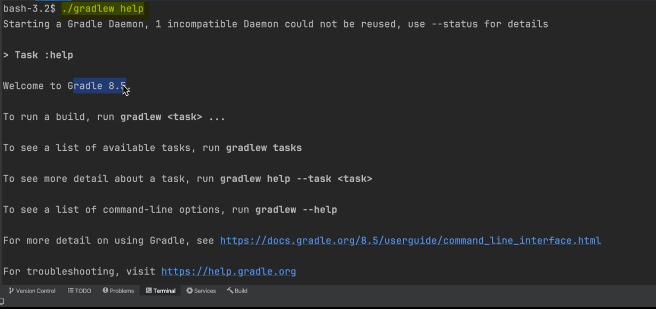 bash-3.2$ ./gradlew help
Starting a Gradle Daemon, 1 incompatible Daemon could not be reused, use --status for details
> Task :help
Welcome to Gradle 8.5.
To run a build, run gradlew <task> ...
To see a list of available tasks, run gradlew tasks
To see more detail about a task, run gradlew help --task <task>
To see a list of command-line options, run gradlew --help
For more detail on using Gradle, see https://docs.gradle.org/8.5/userguide/command_line_interface.html
For troubleshooting, visit https://help.gradle.org
Version Control TODO Problems Terminal Services Build